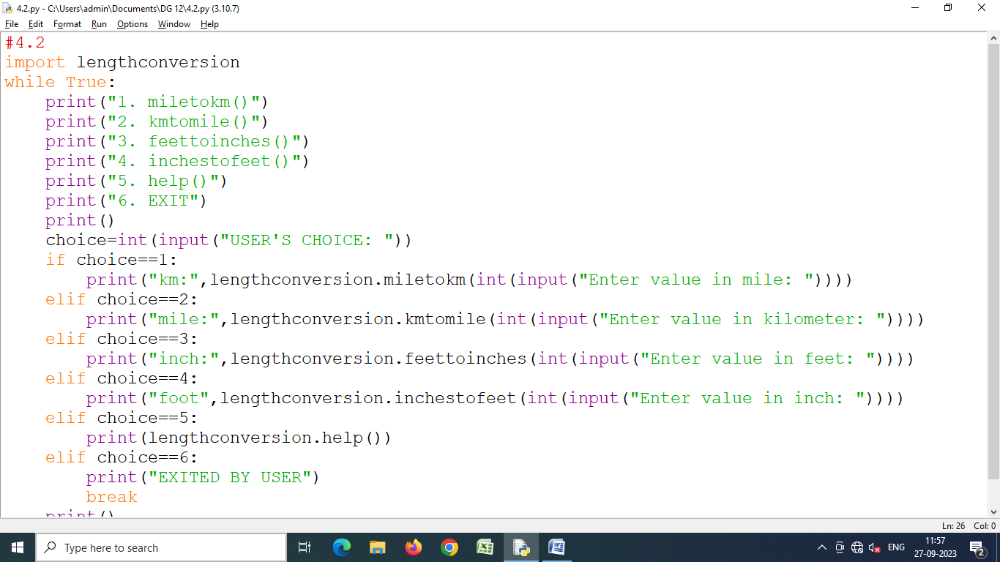 4.2.py - C:\Users\admin\Documents\DG 12\4.2.py (3.10.7)
File Edit Format Run Options Window Help
#4.2
import lengthconversion
while True:
    print("1. miletokm()")
    print("2. kmtomile()")
    print("3. feettoinches()")
    print("4. inchestofeet()")
    print("5. help()")
    print("6. EXIT")
    print()
    choice=int(input("USER'S CHOICE: "))
    if choice==1:
        print("km:",lengthconversion.miletokm(int(input("Enter value in mile: "))))
    elif choice==2:
        print("mile:",lengthconversion.kmtomile(int(input("Enter value in kilometer: "))))
    elif choice==3:
        print("inch:",lengthconversion.feettoinches(int(input("Enter value in feet: "))))
    elif choice==4:
        print("foot",lengthconversion.inchestofeet(int(input("Enter value in inch: "))))
    elif choice==5:
        print(lengthconversion.help())
    elif choice==6:
        print("EXITED BY USER")
        break
    print()
Ln: 26 Col: 0
Type here to search
ENG
11:57
27-09-2023
2